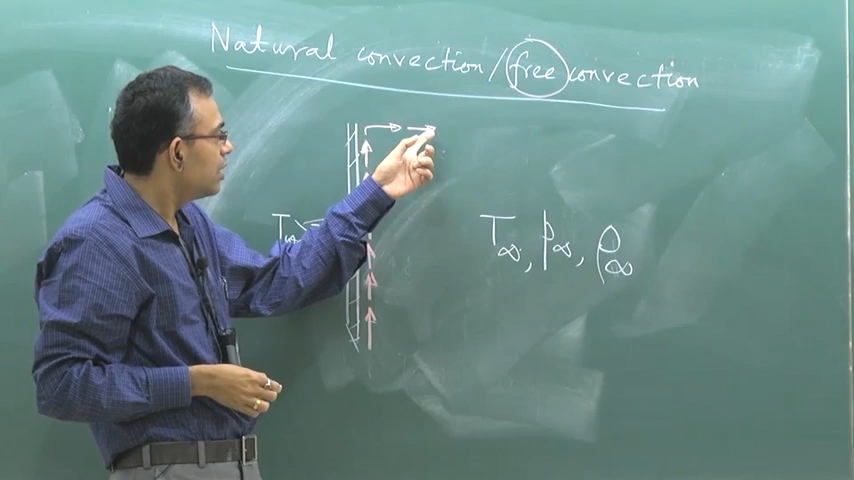 Natural convection/free convection
T∞, p∞, ρ∞